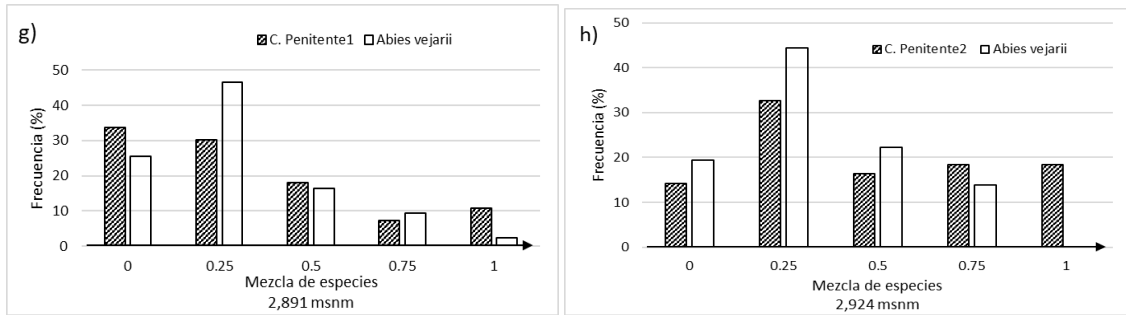 g)
C. Penitente1 Abies vejarii
Frecuencia (%)
50
40
30
20
10
0
0 0.25 0.5 0.75 1
Mezcla de especies
2,891 msnm
h)
C. Penitente2 Abies vejarii
Frecuencia (%)
50
40
30
20
10
0
0 0.25 0.5 0.75 1
Mezcla de especies
2,924 msnm